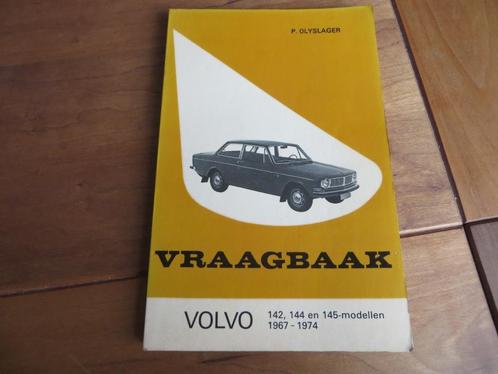 P. OLYSLAGER
VRAAGBAAK
VOLVO 142, 144 en 145-modellen
1967 - 1974